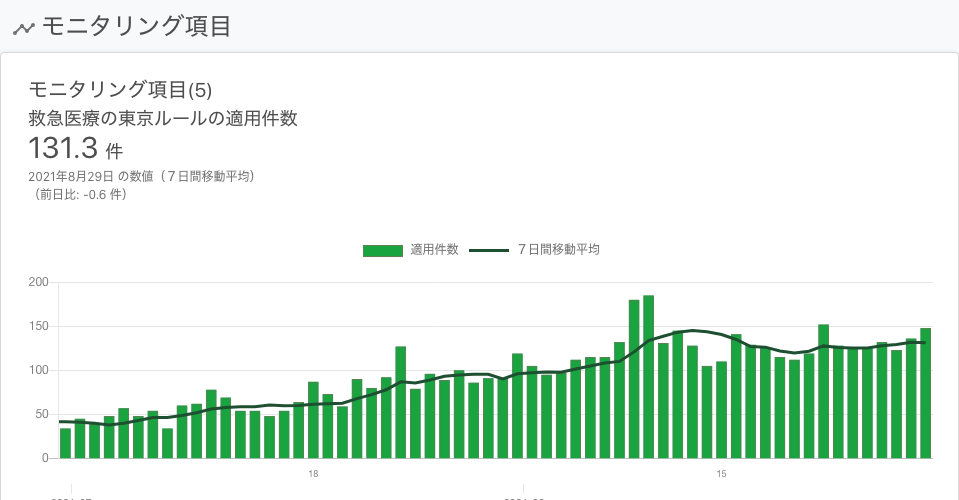 モニタリング項目
モニタリング項目(5)
救急医療の東京ルールの適用件数
131.3 件
2021年8月29日 の数値（７日間移動平均）
（前日比: -0.6 件）
適用件数 ７日間移動平均
200
150
100
50
0
18 15